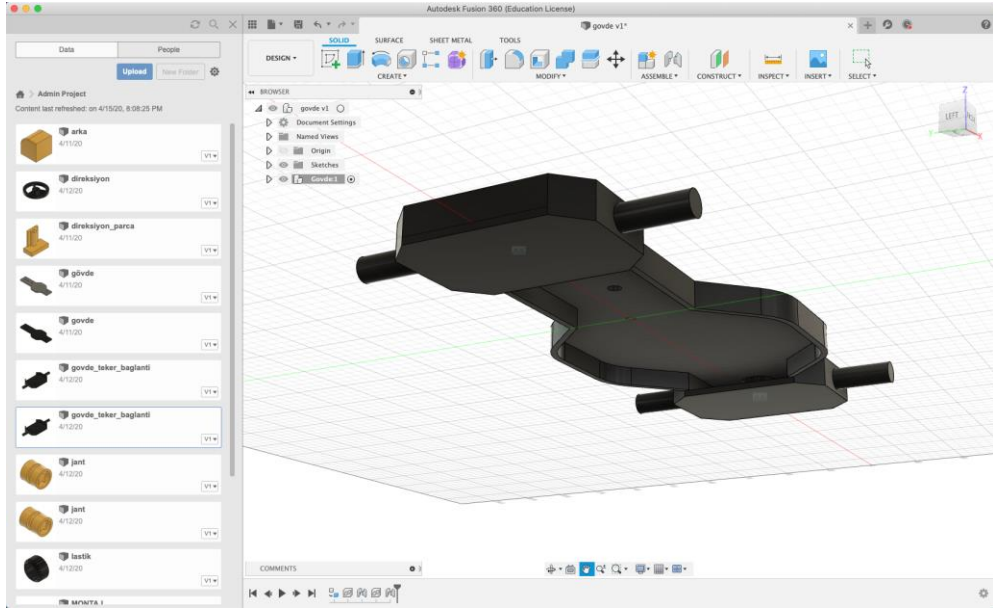 Autodesk Fusion 360 (Education License)
govde v1*
Data
People
Upload
New Folder
Admin Project
Content last refreshed: on 4/15/20, 8:08:25 PM
arka
4/11/20
V1
direksiyon
4/12/20
V1
direksiyon_parca
4/11/20
V1
gövde
4/11/20
V1
govde
4/11/20
V1
govde_teker_baglanti
4/12/20
V1
govde_teker_baglanti
4/12/20
V1
jant
4/12/20
V1
jant
4/12/20
V1
lastik
4/12/20
V1
SOLID
SURFACE
SHEET METAL
TOOLS
DESIGN
CREATE
MODIFY
ASSEMBLE
CONSTRUCT
INSPECT
INSERT
SELECT
BROWSER
govde v1
Document Settings
Named Views
Origin
Sketches
Govde:1
Z
LEFT
COMMENTS